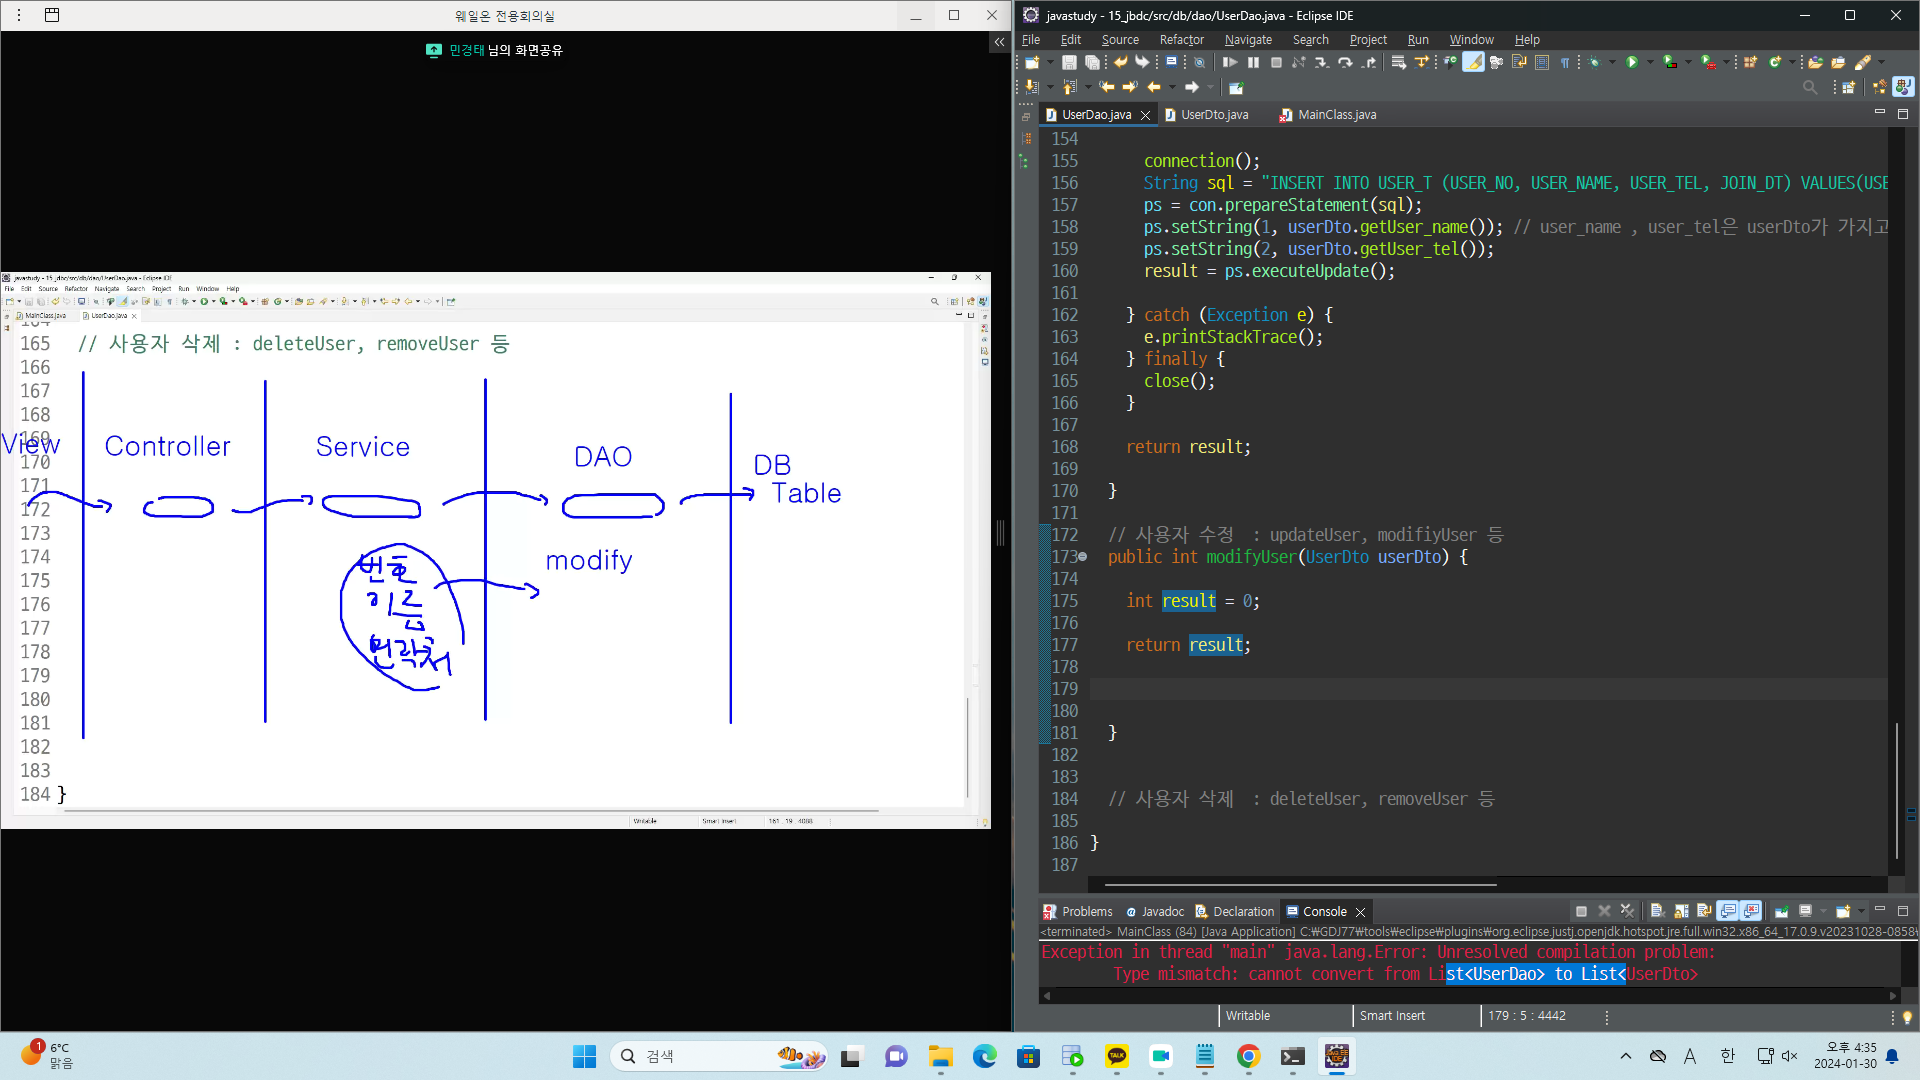 웨일온 전용회의실
민경태 님의 화면공유
javastudy - 15_jdbc/src/db/dao/UserDao.java - Eclipse IDE
File Edit Source Refactor Navigate Search Project Run Window Help
MainClass.java UserDao.java
164
165 // 사용자 삭제 : deleteUser, removeUser 등
166
167
168
169
170
171
172
173
174
175
176
177
178
179
180
181
182
183
184 }
View Controller Service DAO DB
Table
modify
번호
이름
연락처
Writable Smart Insert 161 : 19 : 4088
javastudy - 15_jbdc/src/db/dao/UserDao.java - Eclipse IDE
File Edit Source Refactor Navigate Search Project Run Window Help
UserDao.java UserDto.java MainClass.java
154
155 connection();
156 String sql = "INSERT INTO USER_T (USER_NO, USER_NAME, USER_TEL, JOIN_DT) VALUES(USE
157 ps = con.prepareStatement(sql);
158 ps.setString(1, userDto.getUser_name()); // user_name , user_tel은 userDto가 가지고
159 ps.setString(2, userDto.getUser_tel());
160 result = ps.executeUpdate();
161
162 } catch (Exception e) {
163 e.printStackTrace();
164 } finally {
165 close();
166 }
167
168 return result;
169
170 }
171
172 // 사용자 수정 : updateUser, modifiyUser 등
173 public int modifyUser(UserDto userDto) {
174
175 int result = 0;
176
177 return result;
178
179
180
181 }
182
183
184 // 사용자 삭제 : deleteUser, removeUser 등
185
186 }
187
Problems Javadoc Declaration Console
<terminated> MainClass (84) [Java Application] C:₩GDJ77₩tools₩eclipse₩plugins₩org.eclipse.justj.openjdk.hotspot.jre.full.win32.x86_64_17.0.9.v20231028-0858₩
Exception in thread "main" java.lang.Error: Unresolved compilation problem:
Type mismatch: cannot convert from List<UserDao> to List<UserDto>
Writable Smart Insert 179 : 5 : 4442
1 6°C
맑음
검색
TALK
A 한
오후 4:35
2024-01-30